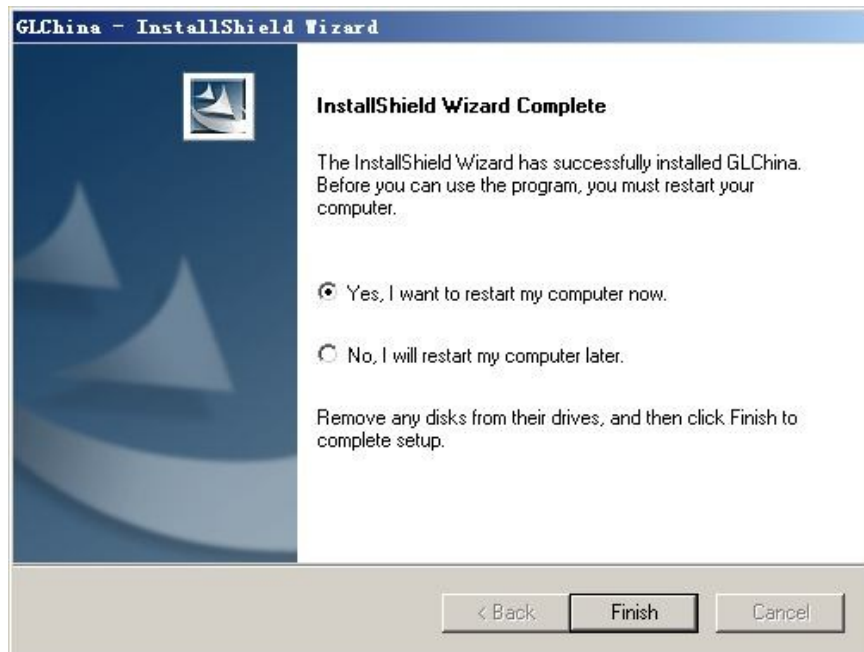 GLChina - InstallShield Wizard
InstallShield Wizard Complete
The InstallShield Wizard has successfully installed GLChina.
Before you can use the program, you must restart your
computer.
Yes, I want to restart my computer now.
No, I will restart my computer later.
Remove any disks from their drives, and then click Finish to
complete setup.
< Back
Finish
Cancel